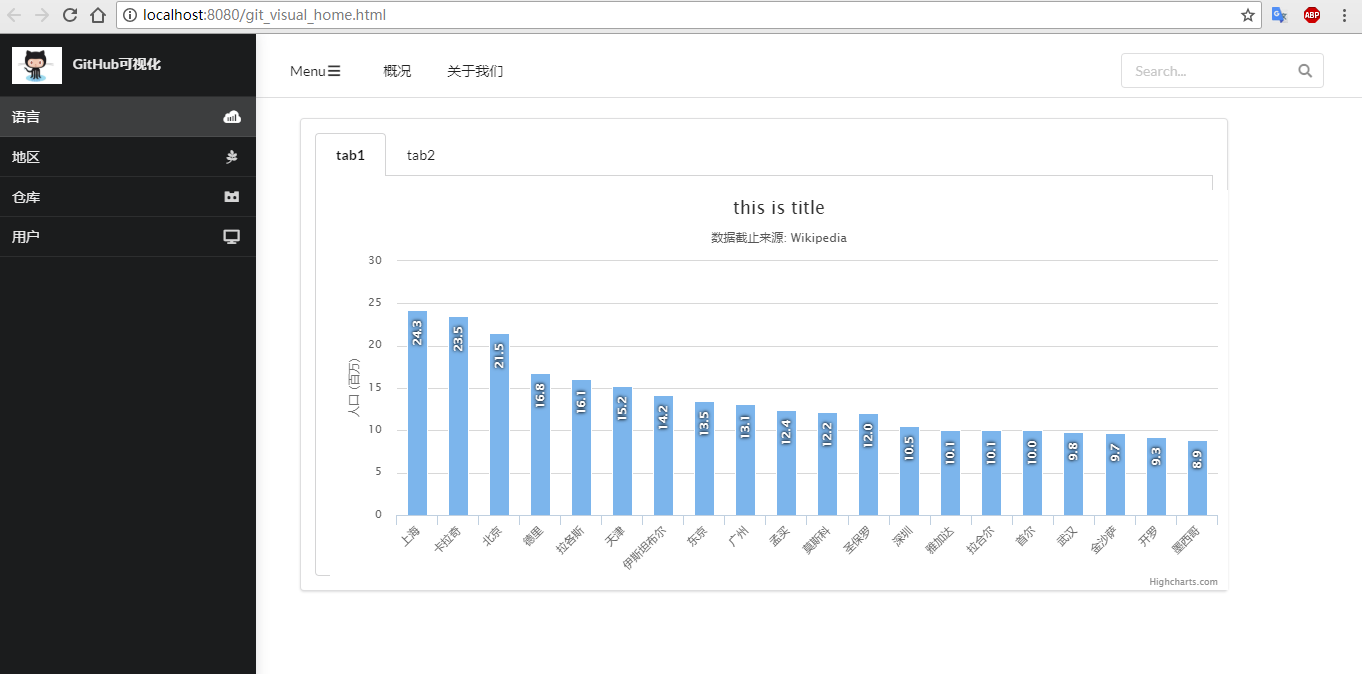 localhost:8080/git_visual_home.html
ABP
GitHub可视化
语言
地区
仓库
用户
Menu 概况 关于我们
Search...
tab1 tab2
this is title
数据截止来源: Wikipedia
人口 (百万)
30
25
20
15
10
5
0
24.3 23.5 21.5 16.8 16.1 15.2 14.2 13.5 13.1 12.4 12.2 12.0 10.5 10.1 10.1 10.0 9.8 9.7 9.3 8.9
上海 卡拉奇 北京 德里 拉各斯 天津 伊斯坦布尔 东京 广州 孟买 莫斯科 圣保罗 深圳 雅加达 拉合尔 首尔 武汉 金沙萨 开罗 墨西哥
Highcharts.com